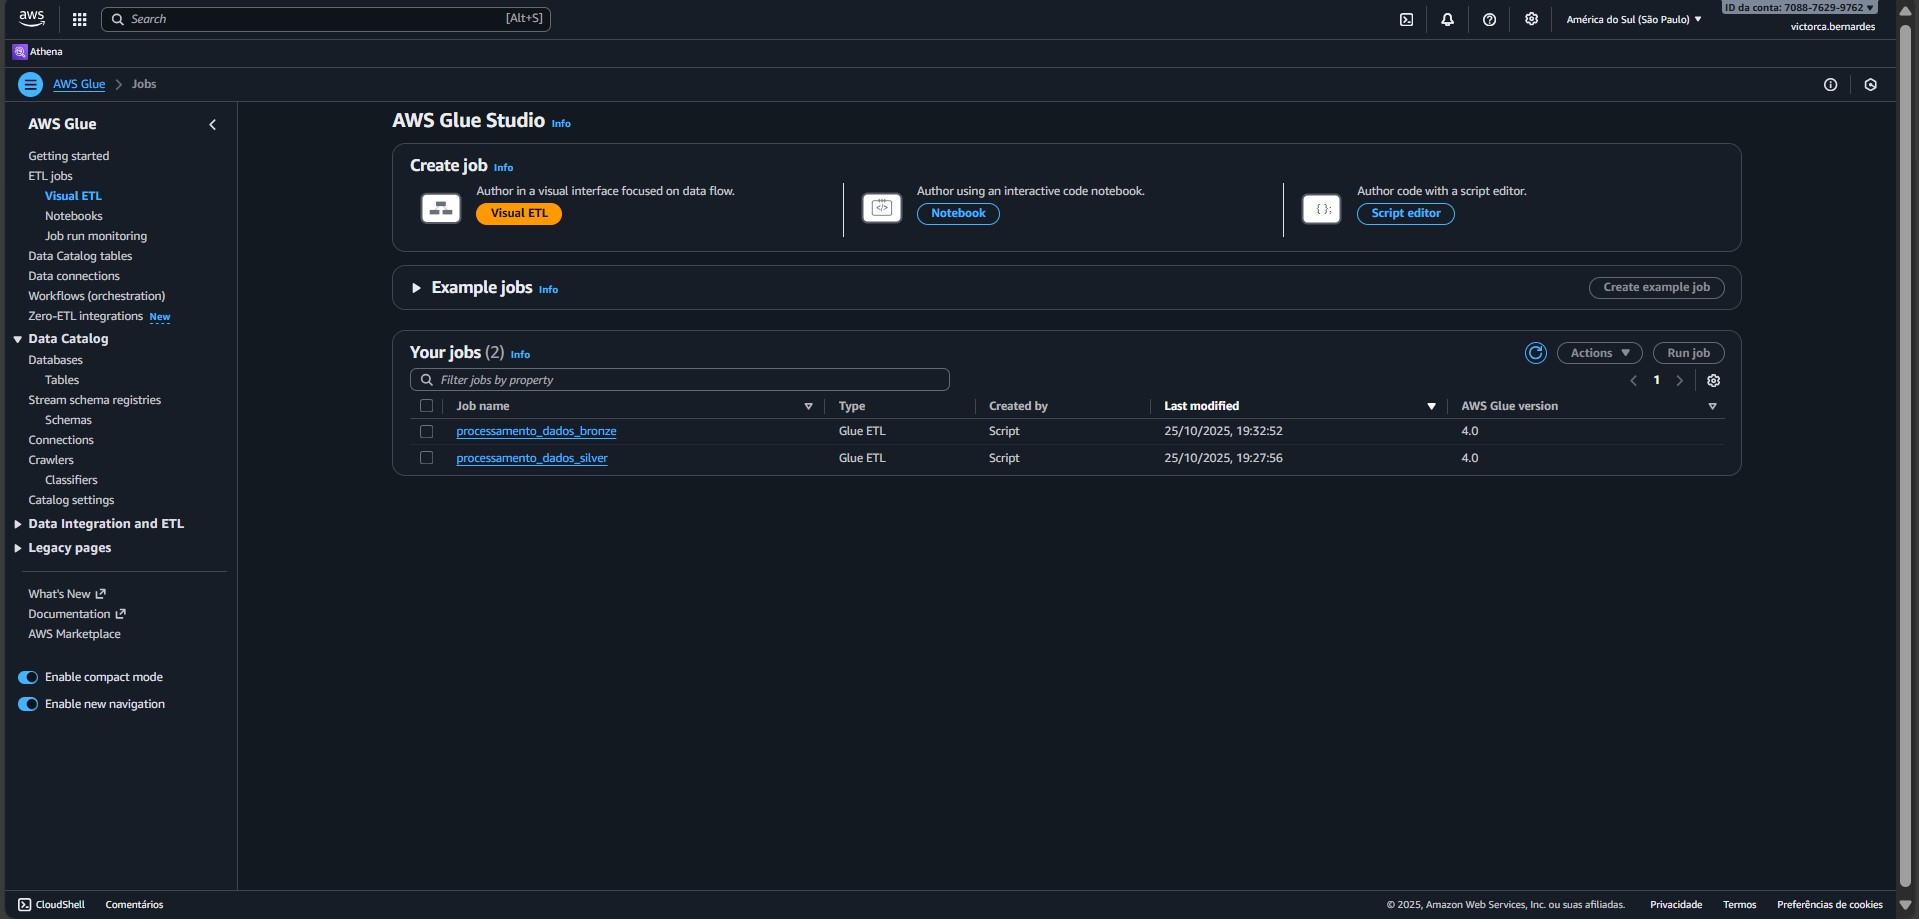 aws
Search [Alt+S]
América do Sul (São Paulo) ▼
ID da conta: 7088-7629-9762 ▼
victorca.bernardes
Athena
AWS Glue > Jobs
AWS Glue
Getting started
ETL jobs
Visual ETL
Notebooks
Job run monitoring
Data Catalog tables
Data connections
Workflows (orchestration)
Zero-ETL integrations New
Data Catalog
Databases
Tables
Stream schema registries
Schemas
Connections
Crawlers
Classifiers
Catalog settings
Data Integration and ETL
Legacy pages
What's New
Documentation
AWS Marketplace
Enable compact mode
Enable new navigation
AWS Glue Studio Info
Create job Info
Author in a visual interface focused on data flow.
Visual ETL
Author using an interactive code notebook.
Notebook
Author code with a script editor.
Script editor
Example jobs Info
Create example job
Your jobs (2) Info
Actions ▼ Run job
Filter jobs by property
1
Job name Type Created by Last modified AWS Glue version
processamento_dados_bronze Glue ETL Script 25/10/2025, 19:32:52 4.0
processamento_dados_silver Glue ETL Script 25/10/2025, 19:27:56 4.0
CloudShell Comentários
© 2025, Amazon Web Services, Inc. ou suas afiliadas. Privacidade Termos Preferências de cookies